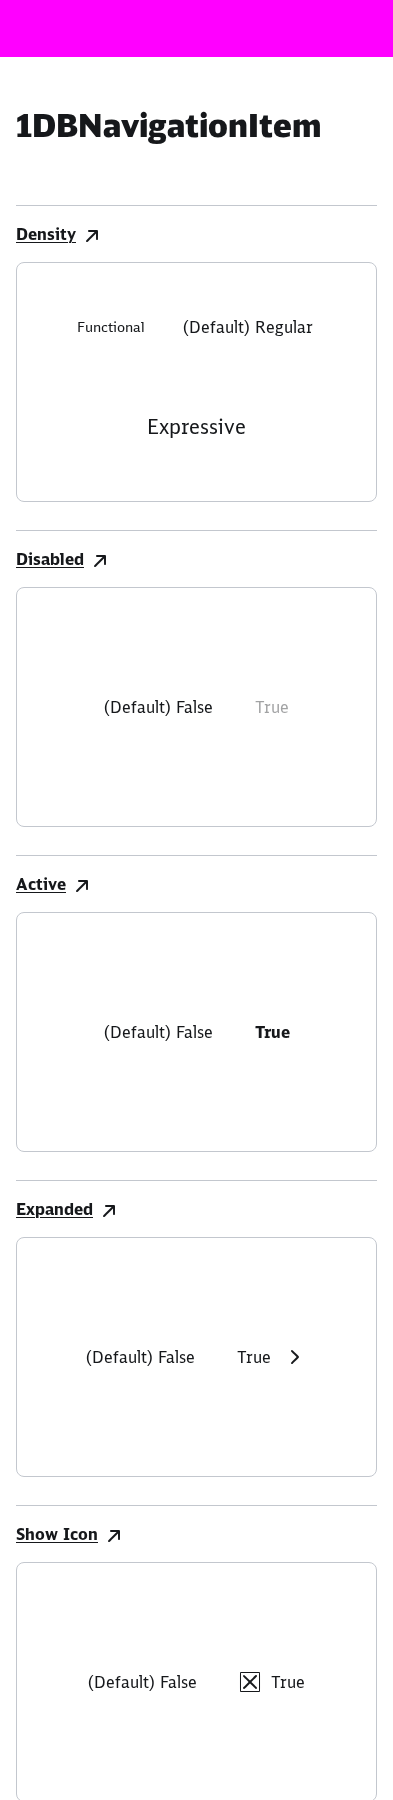 1DBNavigationItem
Density
Functional (Default) Regular
Expressive
Disabled
(Default) False True
Active
(Default) False True
Expanded
(Default) False True
Show Icon
(Default) False True